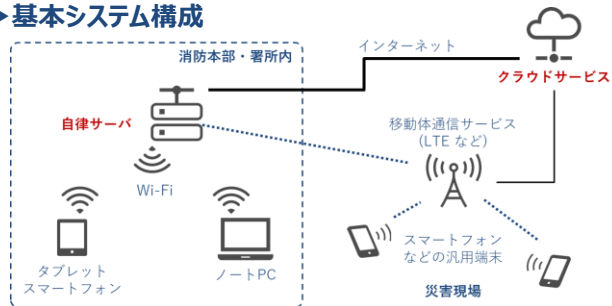 基本システム構成
消防本部・署所内
インターネット
クラウドサービス
自律サーバ
移動体通信サービス
(LTE など)
Wi-Fi
タブレット
スマートフォン
ノートPC
スマートフォン
などの汎用端末
災害現場